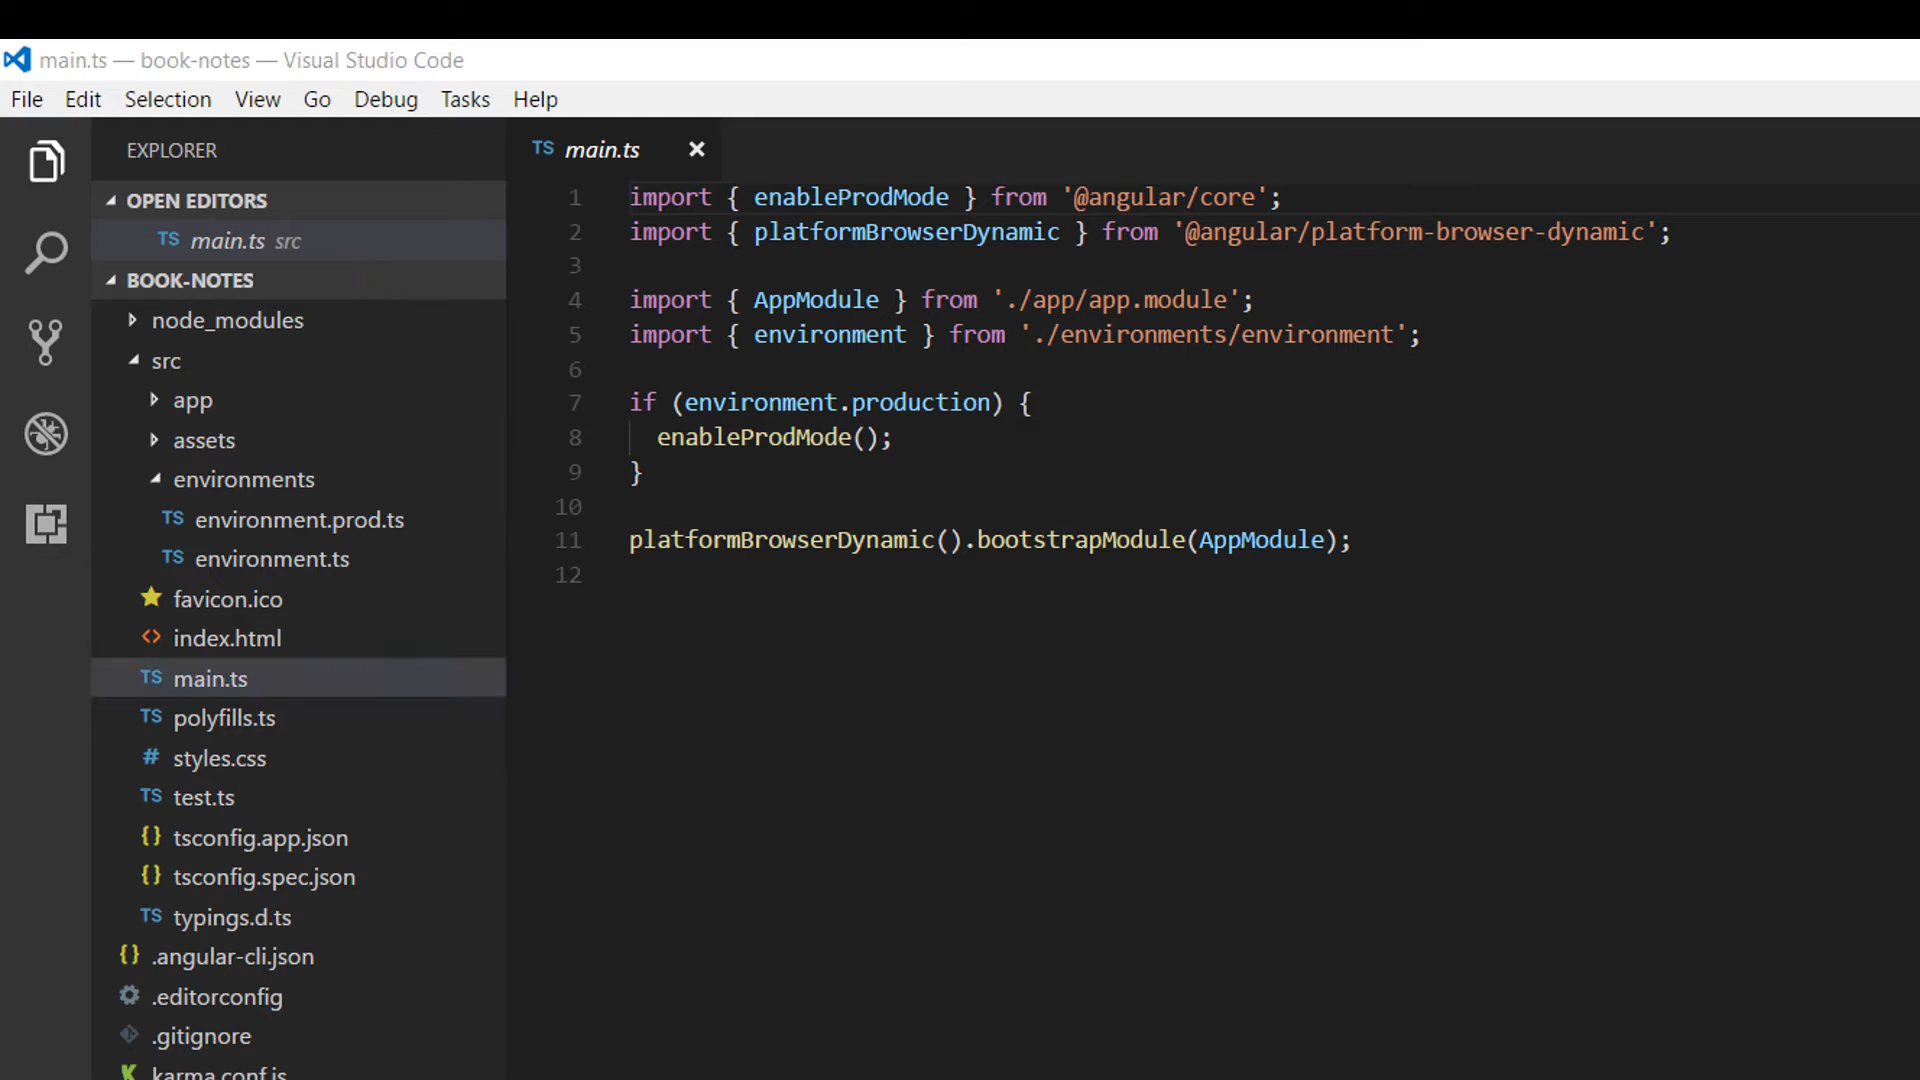 main.ts — book-notes — Visual Studio Code
File Edit Selection View Go Debug Tasks Help
EXPLORER
OPEN EDITORS
TS main.ts src
BOOK-NOTES
node_modules
src
app
assets
environments
TS environment.prod.ts
TS environment.ts
favicon.ico
<> index.html
TS main.ts
TS polyfills.ts
# styles.css
TS test.ts
{} tsconfig.app.json
{} tsconfig.spec.json
TS typings.d.ts
{} .angular-cli.json
.editorconfig
.gitignore
karma.conf.js
TS main.ts
1 import { enableProdMode } from '@angular/core';
2 import { platformBrowserDynamic } from '@angular/platform-browser-dynamic';
3
4 import { AppModule } from './app/app.module';
5 import { environment } from './environments/environment';
6
7 if (environment.production) {
8 enableProdMode();
9 }
10
11 platformBrowserDynamic().bootstrapModule(AppModule);
12